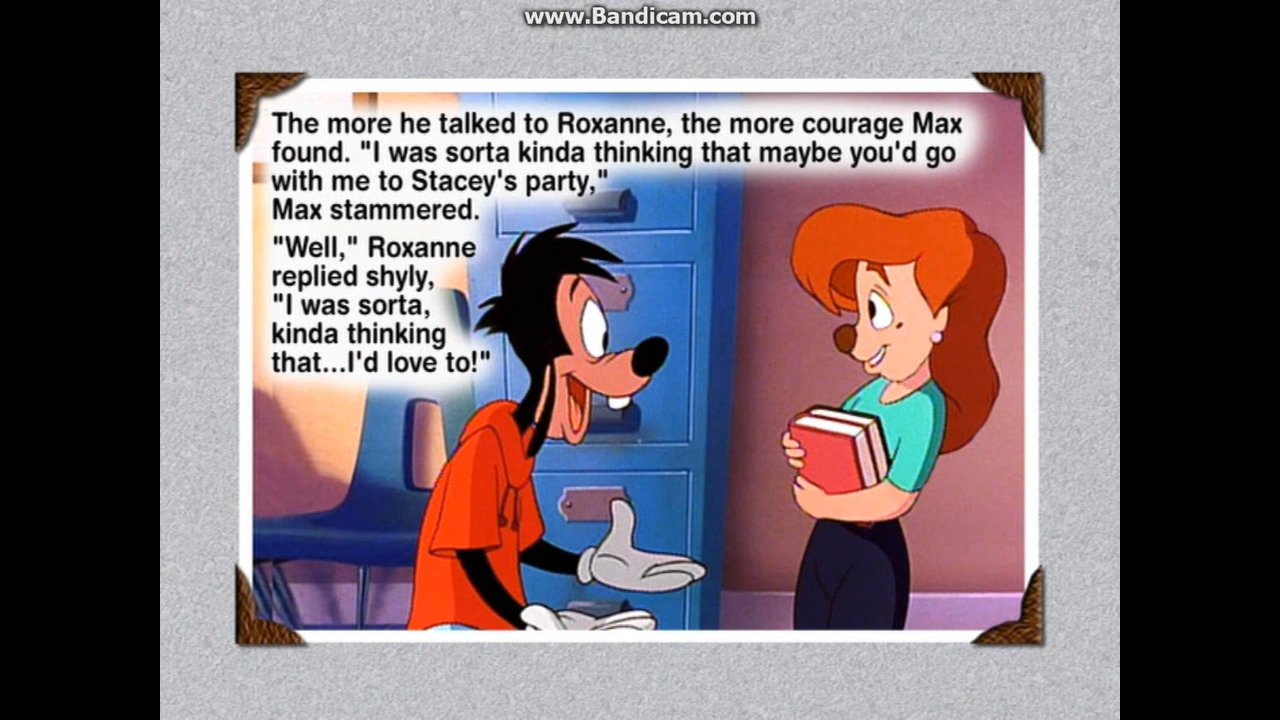 www.Bandicam.com
The more he talked to Roxanne, the more courage Max
found. "I was sorta kinda thinking that maybe you'd go
with me to Stacey's party,"
Max stammered.
"Well," Roxanne
replied shyly,
"I was sorta,
kinda thinking
that...I'd love to!"